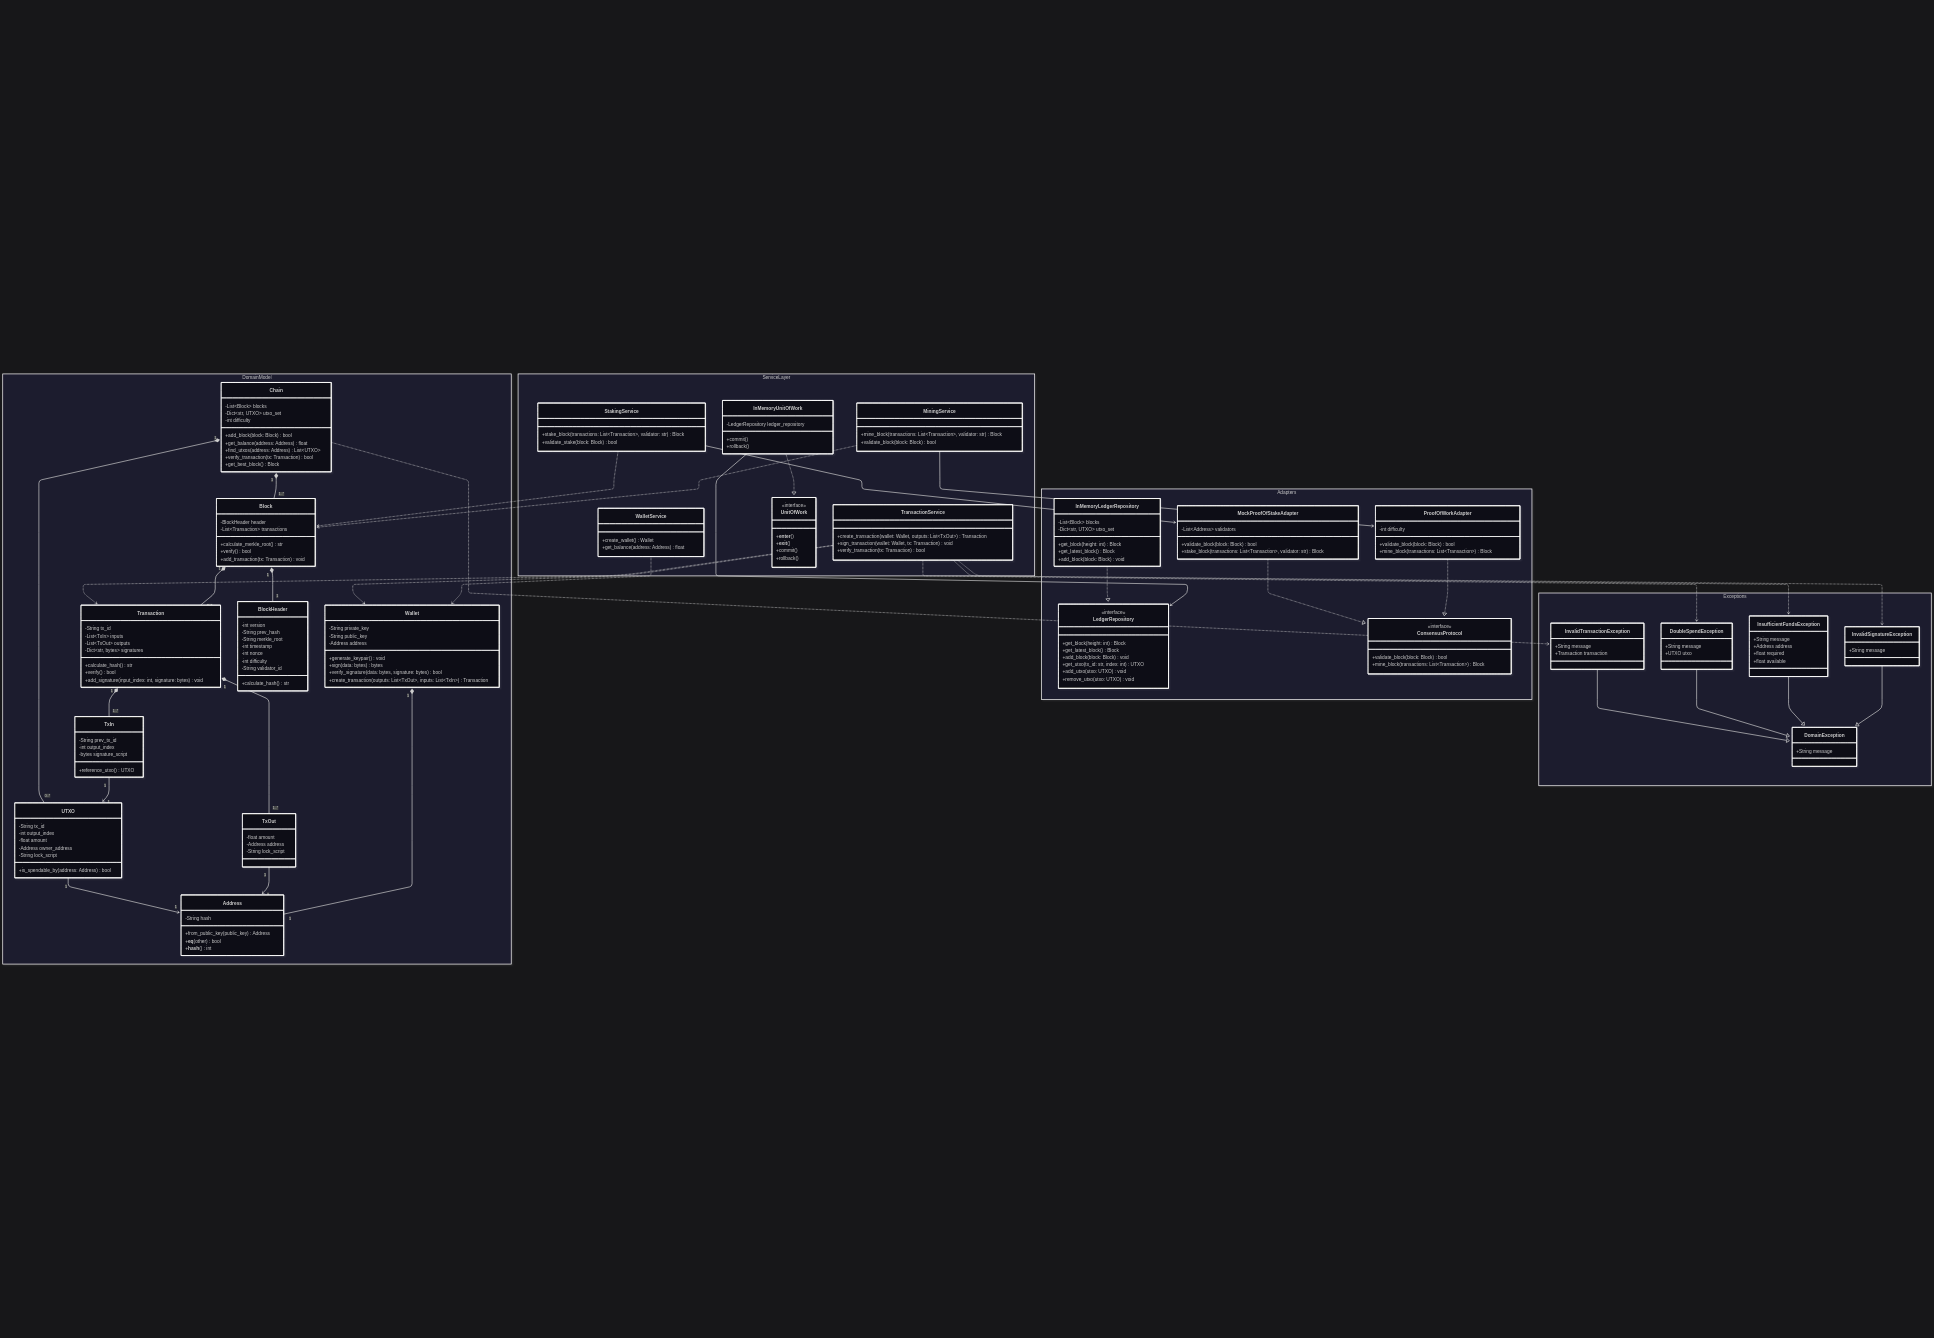 DomainModel
Chain
-List<Block> blocks
-Dict<str, UTXO> utxo_set
-int difficulty
+add_block(block: Block) : bool
+get_balance(address: Address) : float
+find_utxos(address: Address) : List<UTXO>
+verify_transaction(tx: Transaction) : bool
+get_best_block() : Block
1
1
0..*
Block
-BlockHeader header
-List<Transaction> transactions
+calculate_merkle_root() : str
+verify() : bool
+add_transaction(tx: Transaction) : void
1
1
1
Transaction
-String tx_id
-List<TxIn> inputs
-List<TxOut> outputs
-Dict<str, bytes> signatures
+calculate_hash() : str
+verify() : bool
+add_signature(input_index: int, signature: bytes) : void
BlockHeader
+int version
-String prev_hash
-String merkle_root
+int timestamp
+int nonce
+int difficulty
-String validator_id
+calculate_hash() : str
Wallet
-String private_key
-String public_key
-Address address
+generate_keypair() : void
+sign(data: bytes) : bytes
+verify_signature(data: bytes, signature: bytes) : bool
+create_transaction(outputs: List<TxOut>, inputs: List<TxIn>) : Transaction
1
1
1
0..*
TxIn
-String prev_tx_id
-int output_index
-bytes signature_script
+reference_utxo() : UTXO
1
0..*
UTXO
-String tx_id
-int output_index
-float amount
-Address owner_address
-String lock_script
+is_spendable_by(address: Address) : bool
0..*
TxOut
-float amount
-Address address
-String lock_script
1
1
1
1
Address
-String hash
+from_public_key(public_key) : Address
+eq(other) : bool
+hash() : int
ServiceLayer
StakingService
+stake_block(transactions: List<Transaction>, validator: str) : Block
+validate_stake(block: Block) : bool
InMemoryUnitOfWork
-LedgerRepository ledger_repository
+commit()
+rollback()
MiningService
+mine_block(transactions: List<Transaction>, validator: str) : Block
+validate_block(block: Block) : bool
WalletService
+create_wallet() : Wallet
+get_balance(address: Address) : float
«interface»
UnitOfWork
+enter()
+exit()
+commit()
+rollback()
TransactionService
+create_transaction(wallet: Wallet, outputs: List<TxOut>) : Transaction
+sign_transaction(wallet: Wallet, tx: Transaction) : void
+verify_transaction(tx: Transaction) : bool
Adapters
InMemoryLedgerRepository
-List<Block> blocks
-Dict<str, UTXO> utxo_set
+get_block(height: int) : Block
+get_latest_block() : Block
+add_block(block: Block) : void
MockProofOfStakeAdapter
-List<Address> validators
+validate_block(block: Block) : bool
+stake_block(transactions: List<Transaction>, validator: str) : Block
ProofOfWorkAdapter
-int difficulty
+validate_block(block: Block) : bool
+mine_block(transactions: List<Transaction>) : Block
«interface»
LedgerRepository
+get_block(height: int) : Block
+get_latest_block() : Block
+add_block(block: Block) : void
+get_utxo(tx_id: str, index: int) : UTXO
+add_utxo(utxo: UTXO) : void
+remove_utxo(utxo: UTXO) : void
«interface»
ConsensusProtocol
+validate_block(block: Block) : bool
+mine_block(transactions: List<Transaction>) : Block
Exceptions
InvalidTransactionException
+String message
+Transaction transaction
DoubleSpendException
+String message
+UTXO utxo
InsufficientFundsException
+String message
+Address address
+float required
+float available
InvalidSignatureException
+String message
DomainException
+String message